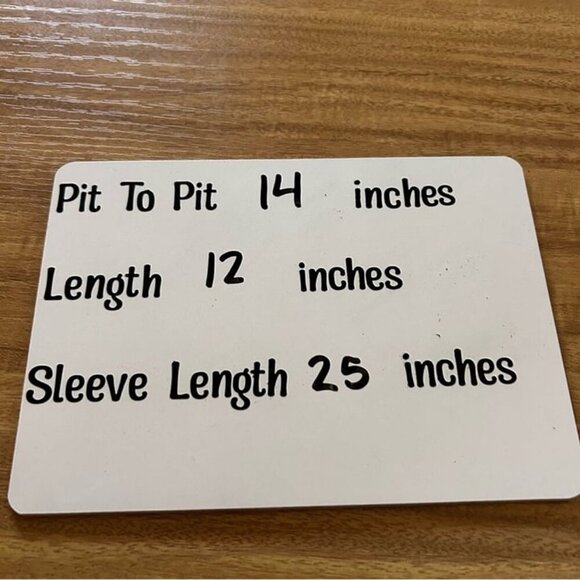 Pit To Pit 14 inches
Length 12 inches
Sleeve Length 25 inches